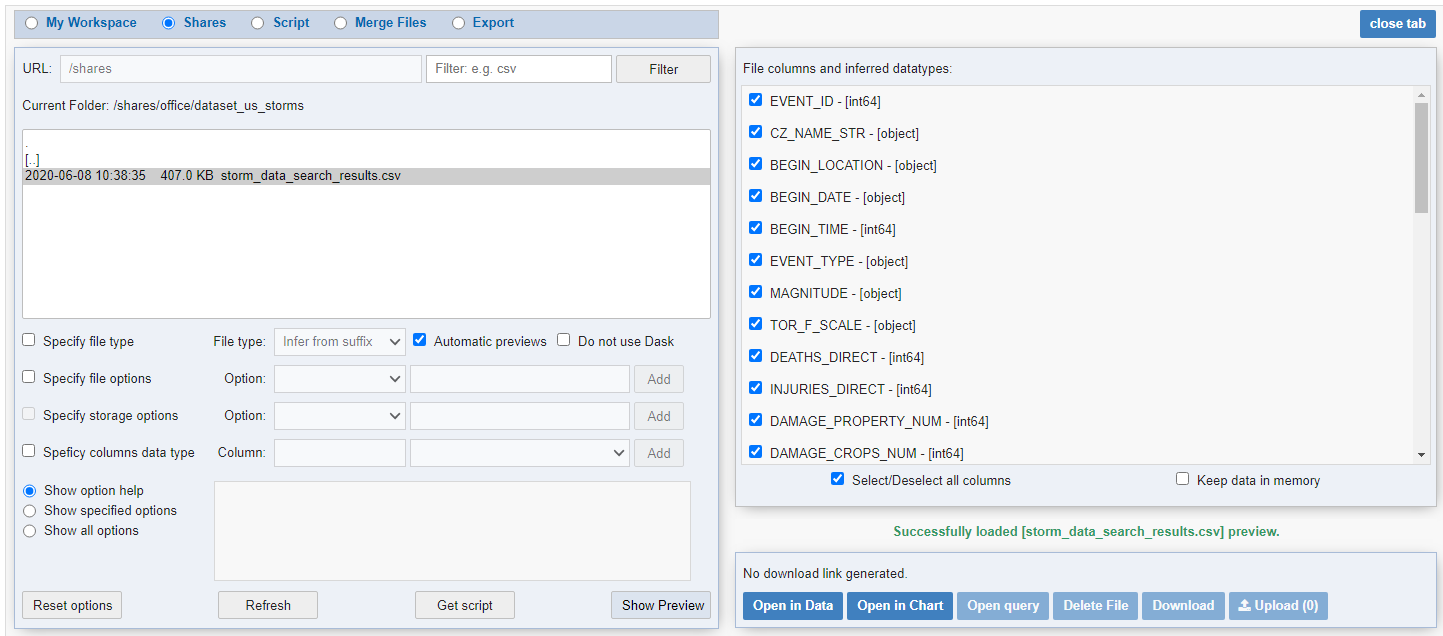 My Workspace Shares Script Merge Files Export
close tab
URL: /shares Filter: e.g. csv Filter
Current Folder: /shares/office/dataset_us_storms
.
[..]
2020-06-08 10:38:35 407.0 KB storm_data_search_results.csv
Specify file type File type: Infer from suffix Automatic previews Do not use Dask
Specify file options Option: Add
Specify storage options Option: Add
Speficy columns data type Column: Add
Show option help
Show specified options
Show all options
Reset options Refresh Get script Show Preview
File columns and inferred datatypes:
EVENT_ID - [int64]
CZ_NAME_STR - [object]
BEGIN_LOCATION - [object]
BEGIN_DATE - [object]
BEGIN_TIME - [int64]
EVENT_TYPE - [object]
MAGNITUDE - [object]
TOR_F_SCALE - [object]
DEATHS_DIRECT - [int64]
INJURIES_DIRECT - [int64]
DAMAGE_PROPERTY_NUM - [int64]
DAMAGE_CROPS_NUM - [int64]
Select/Deselect all columns Keep data in memory
Successfully loaded [storm_data_search_results.csv] preview.
No download link generated.
Open in Data Open in Chart Open query Delete File Download Upload (0)